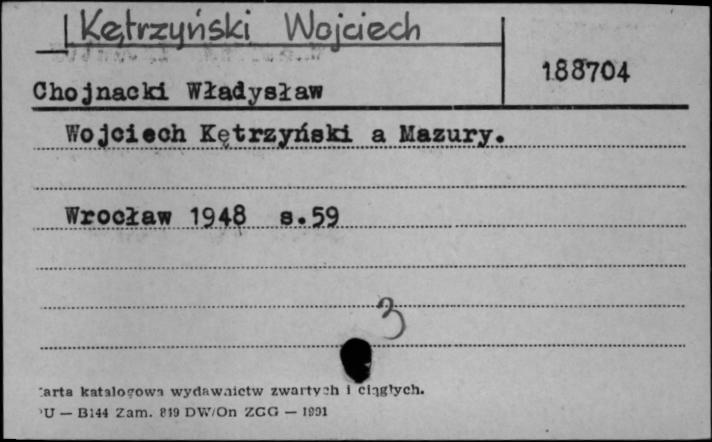 Kętrzyński Wojciech
188704
Chojnacki Władysław
Wojciech Kętrzyński a Mazury.
Wrocław 1948 s.59
3
arta katalogowa wydawnictw zwartych i ciągłych.
PU — B144 Zam. 819 DW/On ZGG — 1991